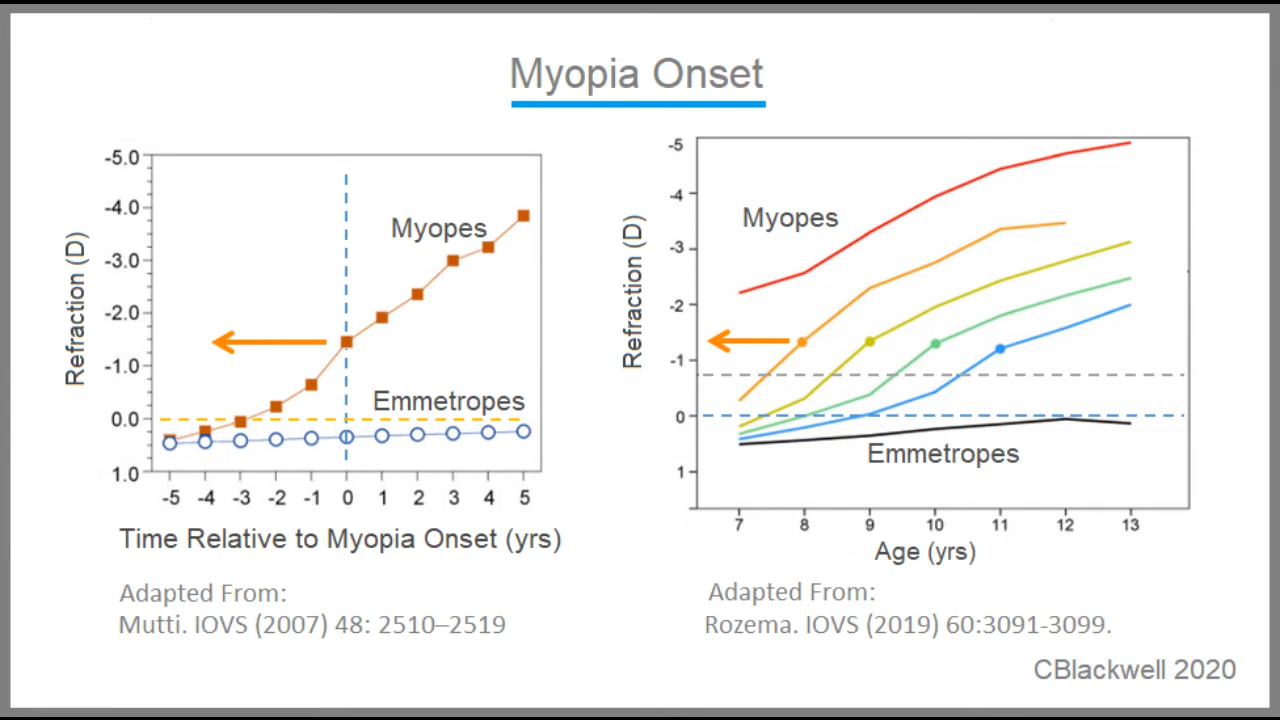 Myopia Onset
-5.0
-4.0
-3.0
-2.0
-1.0
0.0
1.0
Refraction (D)
Myopes
Emmetropes
-5 -4 -3 -2 -1 0 1 2 3 4 5
Time Relative to Myopia Onset (yrs)
Adapted From:
Mutti. IOVS (2007) 48: 2510–2519
-5
-4
-3
-2
-1
0
1
Refraction (D)
Myopes
Emmetropes
7 8 9 10 11 12 13
Age (yrs)
Adapted From:
Rozema. IOVS (2019) 60:3091-3099.
CBlackwell 2020